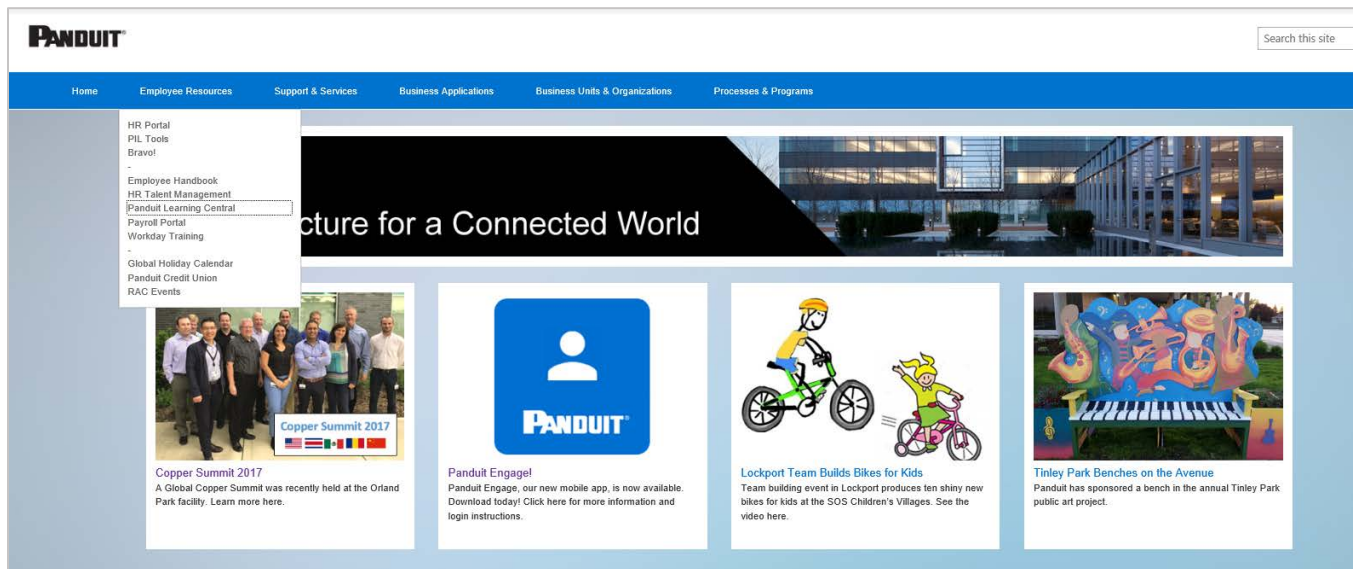 PANDUIT®
Search this site
Home Employee Resources Support & Services Business Applications Business Units & Organizations Processes & Programs
HR Portal
PIL Tools
Bravo!
-
Employee Handbook
HR Talent Management
Panduit Learning Central
Payroll Portal
Workday Training
-
Global Holiday Calendar
Panduit Credit Union
RAC Events
cture for a Connected World
Copper Summit 2017
Copper Summit 2017
A Global Copper Summit was recently held at the Orland
Park facility. Learn more here.
PANDUIT®
Panduit Engage!
Panduit Engage, our new mobile app, is now available.
Download today! Click here for more information and
login instructions.
Lockport Team Builds Bikes for Kids
Team building event in Lockport produces ten shiny new
bikes for kids at the SOS Children's Villages. See the
video here.
Tinley Park Benches on the Avenue
Panduit has sponsored a bench in the annual Tinley Park
public art project.